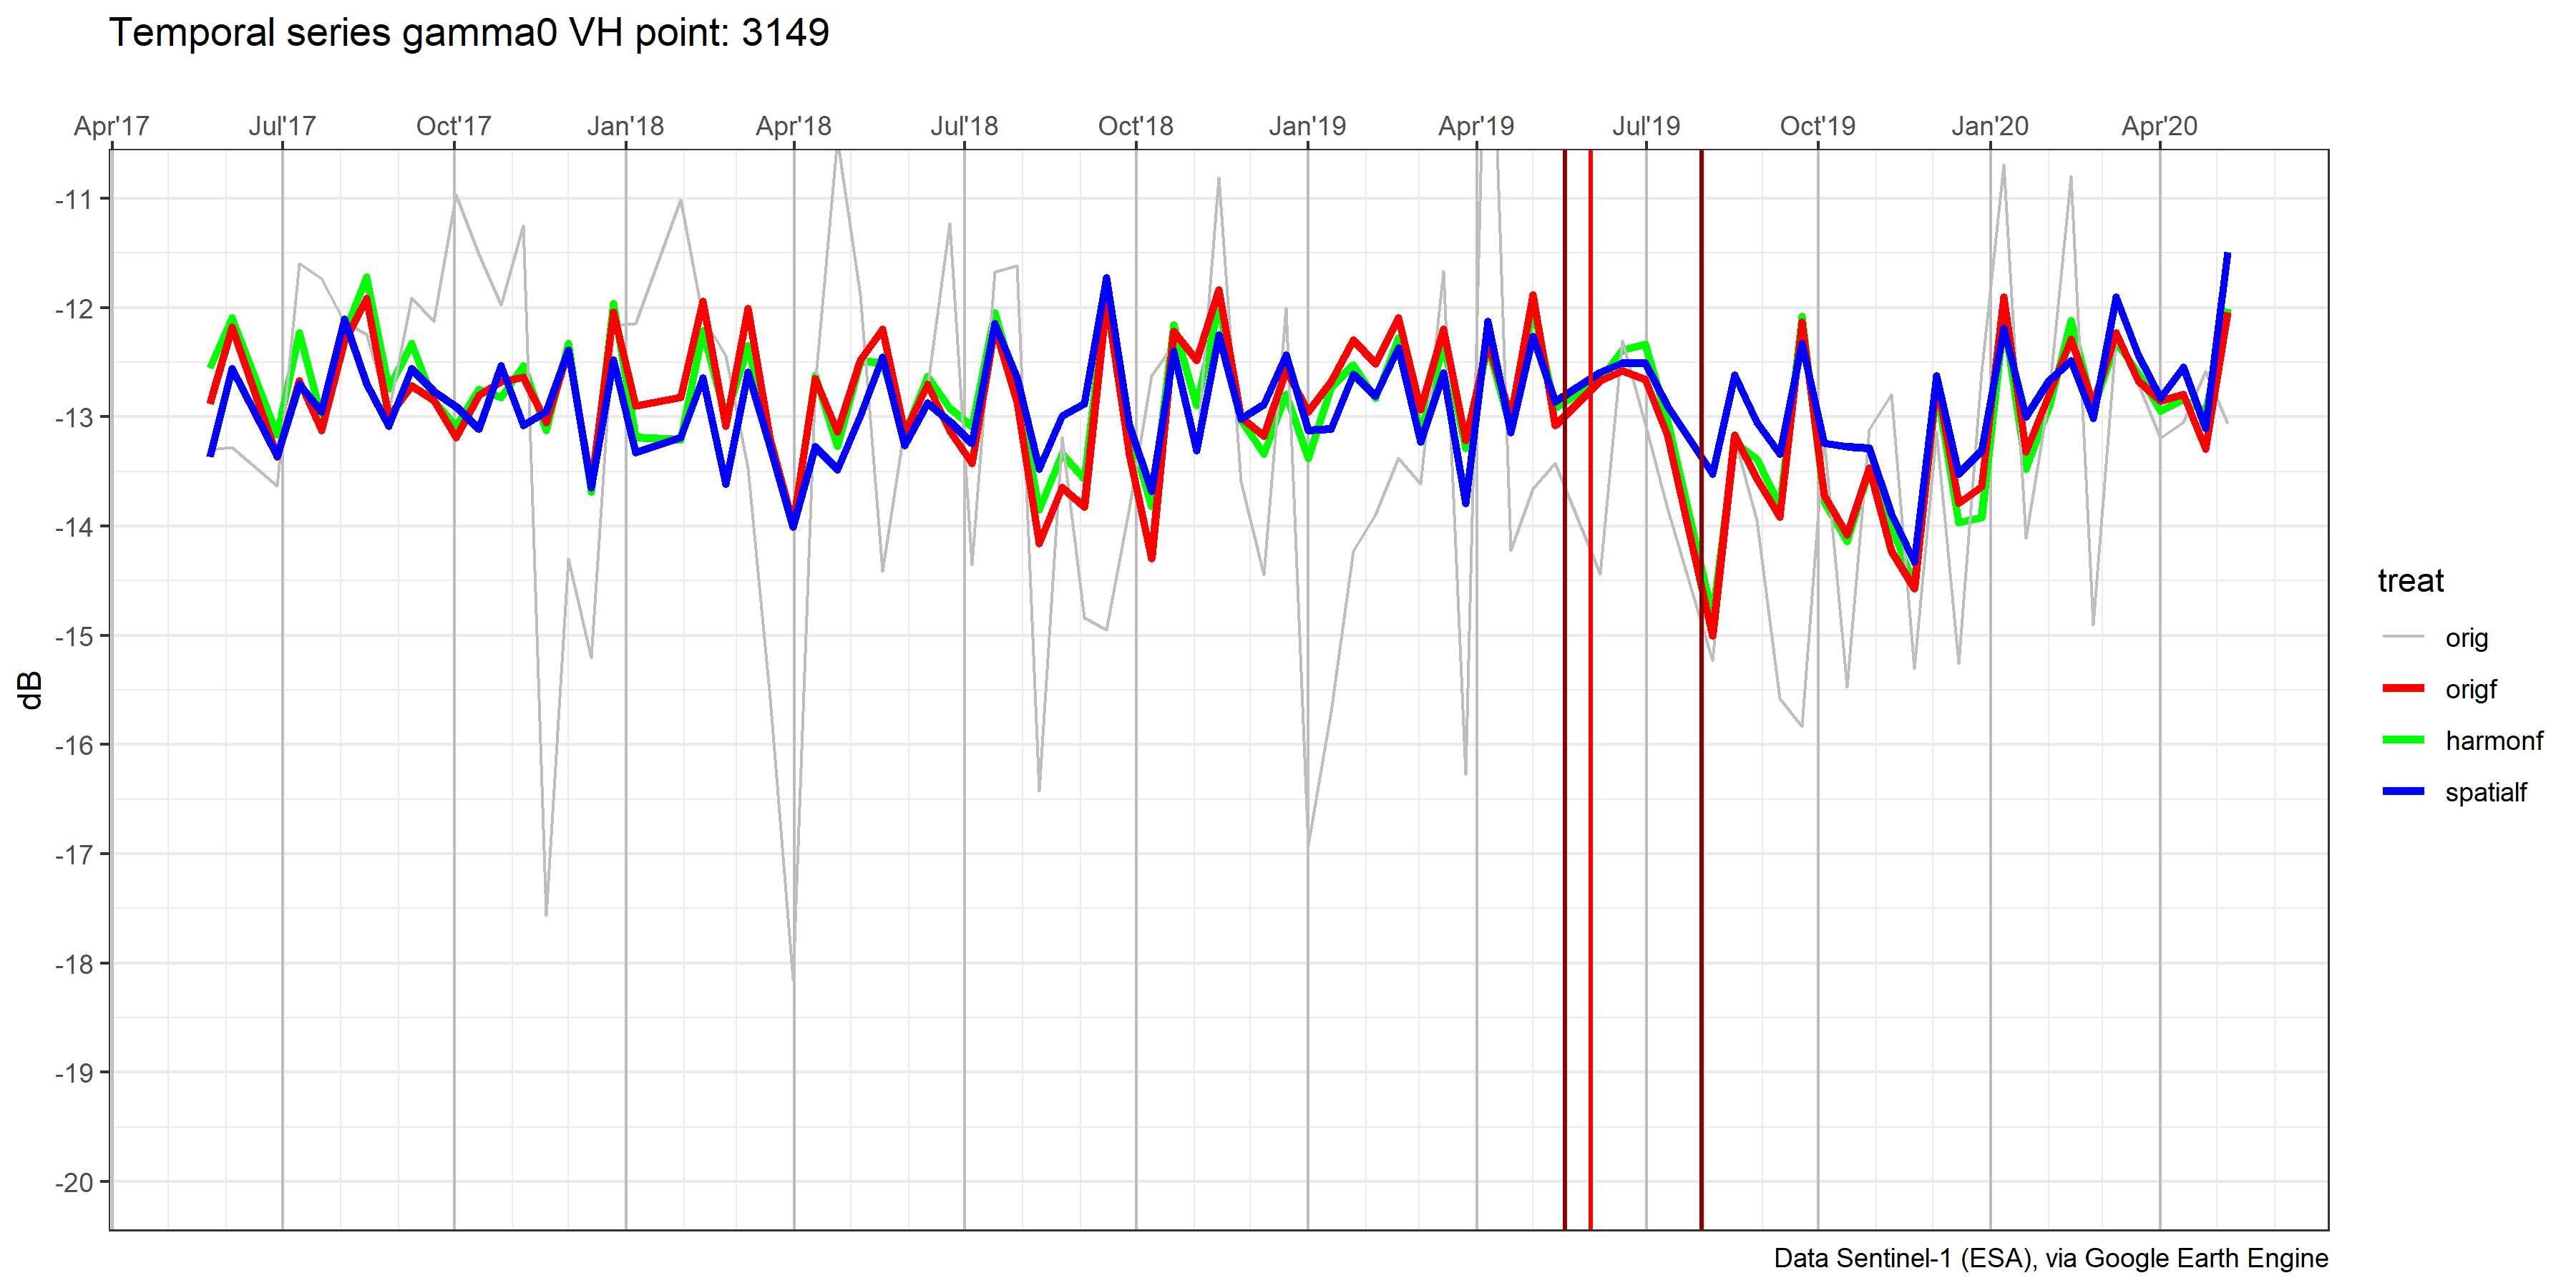 Temporal series gamma0 VH point: 3149
Apr'17 Jul'17 Oct'17 Jan'18 Apr'18 Jul'18 Oct'18 Jan'19 Apr'19 Jul'19 Oct'19 Jan'20 Apr'20
-11
-12
-13
-14
-15
-16
-17
-18
-19
-20
dB
treat
orig
origf
harmonf
spatialf
Data Sentinel-1 (ESA), via Google Earth Engine